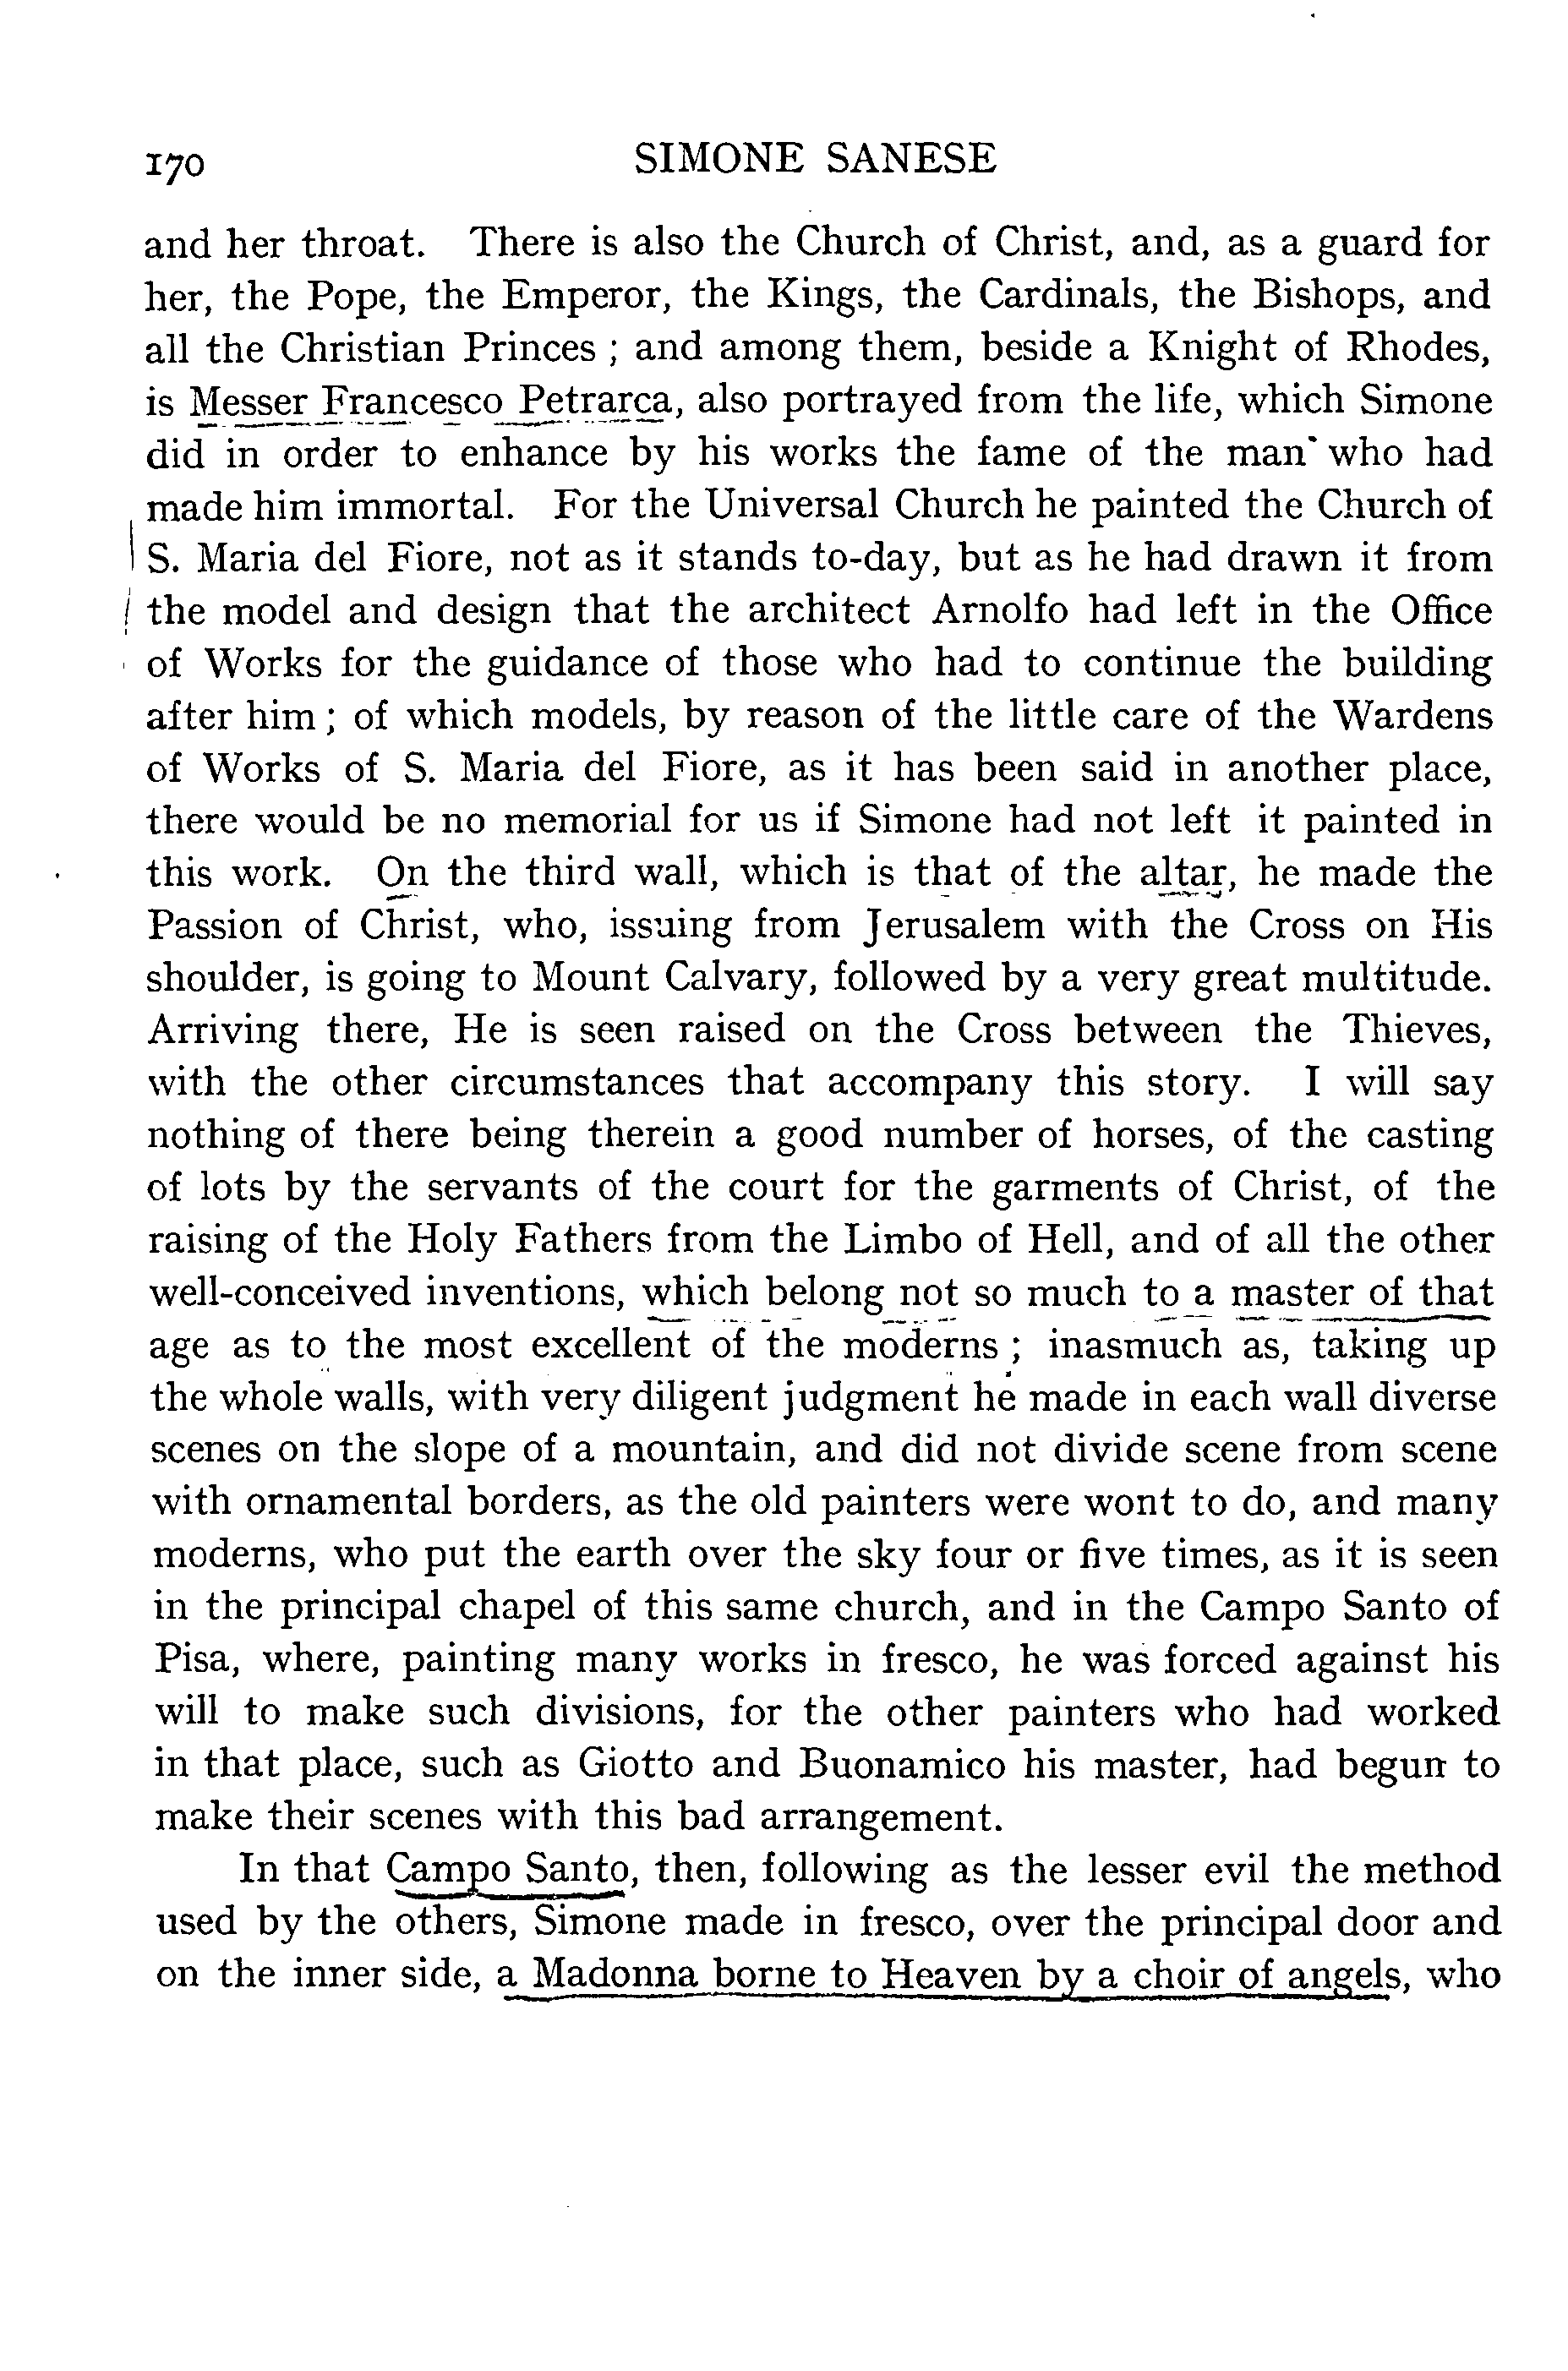 170 SIMONE SANESE
and her throat. There is also the Church of Christ, and, as a guard for
her, the Pope, the Emperor, the Kings, the Cardinals, the Bishops, and
all the Christian Princes ; and among them, beside a Knight of Rhodes,
is Messer Francesco Petrarca, also portrayed from the life, which Simone
did in order to enhance by his works the fame of the man who had
made him immortal. For the Universal Church he painted the Church of
S. Maria del Fiore, not as it stands to-day, but as he had drawn it from
the model and design that the architect Arnolfo had left in the Office
of Works for the guidance of those who had to continue the building
after him ; of which models, by reason of the little care of the Wardens
of Works of S. Maria del Fiore, as it has been said in another place,
there would be no memorial for us if Simone had not left it painted in
this work. On the third wall, which is that of the altar, he made the
Passion of Christ, who, issuing from Jerusalem with the Cross on His
shoulder, is going to Mount Calvary, followed by a very great multitude.
Arriving there, He is seen raised on the Cross between the Thieves,
with the other circumstances that accompany this story. I will say
nothing of there being therein a good number of horses, of the casting
of lots by the servants of the court for the garments of Christ, of the
raising of the Holy Fathers from the Limbo of Hell, and of all the other
well-conceived inventions, which belong not so much to a master of that
age as to the most excellent of the moderns ; inasmuch as, taking up
the whole walls, with very diligent judgment he made in each wall diverse
scenes on the slope of a mountain, and did not divide scene from scene
with ornamental borders, as the old painters were wont to do, and many
moderns, who put the earth over the sky four or five times, as it is seen
in the principal chapel of this same church, and in the Campo Santo of
Pisa, where, painting many works in fresco, he was forced against his
will to make such divisions, for the other painters who had worked
in that place, such as Giotto and Buonamico his master, had begun to
make their scenes with this bad arrangement.
In that Campo Santo, then, following as the lesser evil the method
used by the others, Simone made in fresco, over the principal door and
on the inner side, a Madonna borne to Heaven by a choir of angels, who